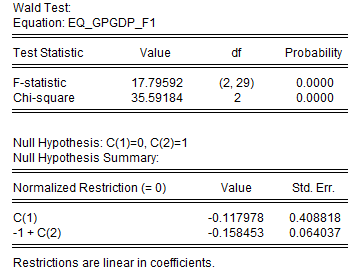 Wald Test:
Equation: EQ_GPGDP_F1
Test Statistic Value df Probability
F-statistic 17.79592 (2, 29) 0.0000
Chi-square 35.59184 2 0.0000
Null Hypothesis: C(1)=0, C(2)=1
Null Hypothesis Summary:
Normalized Restriction (= 0) Value Std. Err.
C(1) -0.117978 0.408818
-1 + C(2) -0.158453 0.064037
Restrictions are linear in coefficients.